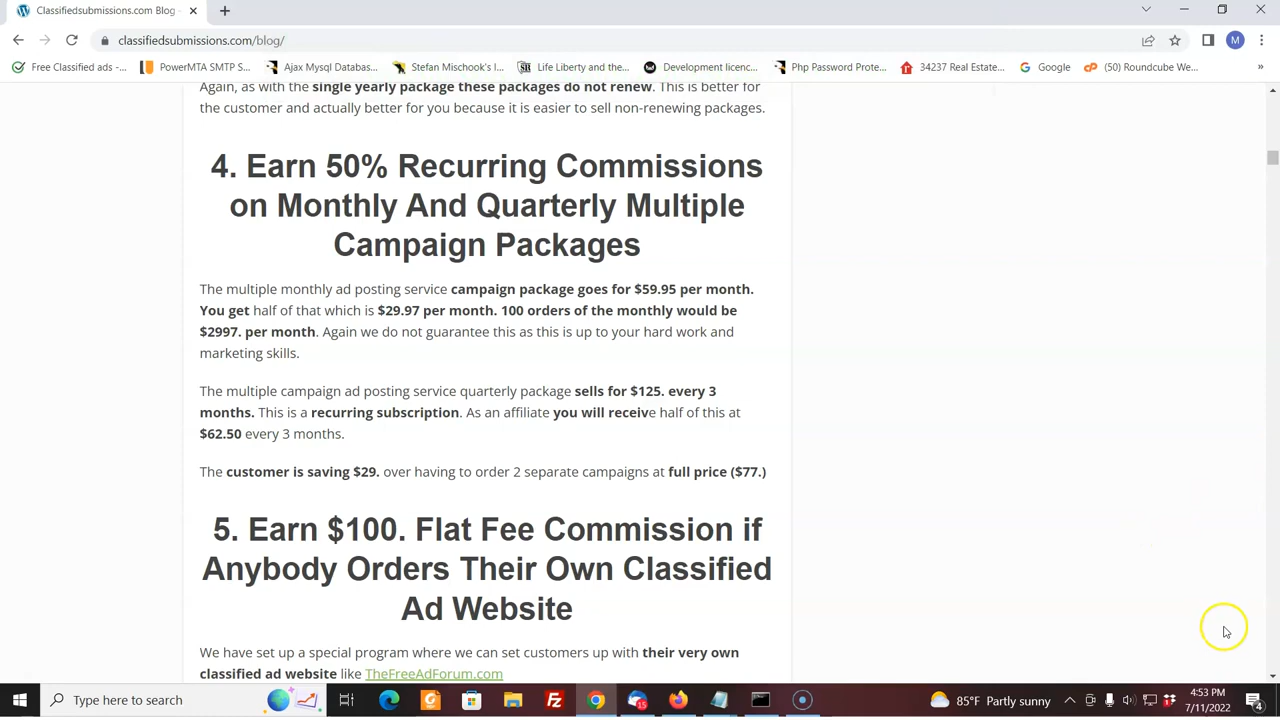 Classifiedsubmissions.com Blog
classifiedsubmissions.com/blog/
M
Free Classified ads -...
PowerMTA SMTP S...
Ajax Mysql Databas...
Stefan Mischook's I...
Life Liberty and the...
Development licenc...
Php Password Prote...
34237 Real Estate...
Google
(50) Roundcube We...
»
Again, as with the single yearly package these packages do not renew. This is better for
the customer and actually better for you because it is easier to sell non-renewing packages.
4. Earn 50% Recurring Commissions
on Monthly And Quarterly Multiple
Campaign Packages
The multiple monthly ad posting service campaign package goes for $59.95 per month.
You get half of that which is $29.97 per month. 100 orders of the monthly would be
$2997. per month. Again we do not guarantee this as this is up to your hard work and
marketing skills.
The multiple campaign ad posting service quarterly package sells for $125. every 3
months. This is a recurring subscription. As an affiliate you will receive half of this at
$62.50 every 3 months.
The customer is saving $29. over having to order 2 separate campaigns at full price ($77.)
5. Earn $100. Flat Fee Commission if
Anybody Orders Their Own Classified
Ad Website
We have set up a special program where we can set customers up with their very own
classified ad website like TheFreeAdForum.com
Type here to search
15
85°F Partly sunny
4:53 PM
7/11/2022
4